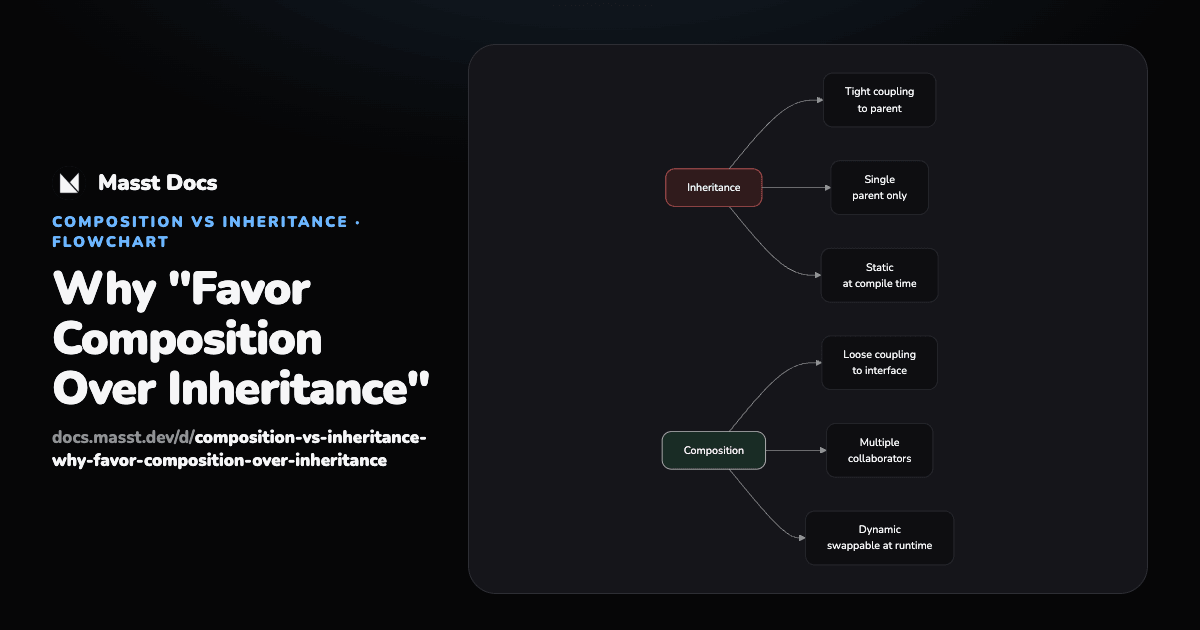 Masst Docs
COMPOSITION VS INHERITANCE ·
FLOWCHART
Why "Favor
Composition
Over Inheritance"
docs.masst.dev/d/composition-vs-inheritance-
why-favor-composition-over-inheritance
Inheritance
Tight coupling
to parent
Single
parent only
Static
at compile time
Composition
Loose coupling
to interface
Multiple
collaborators
Dynamic
swappable at runtime